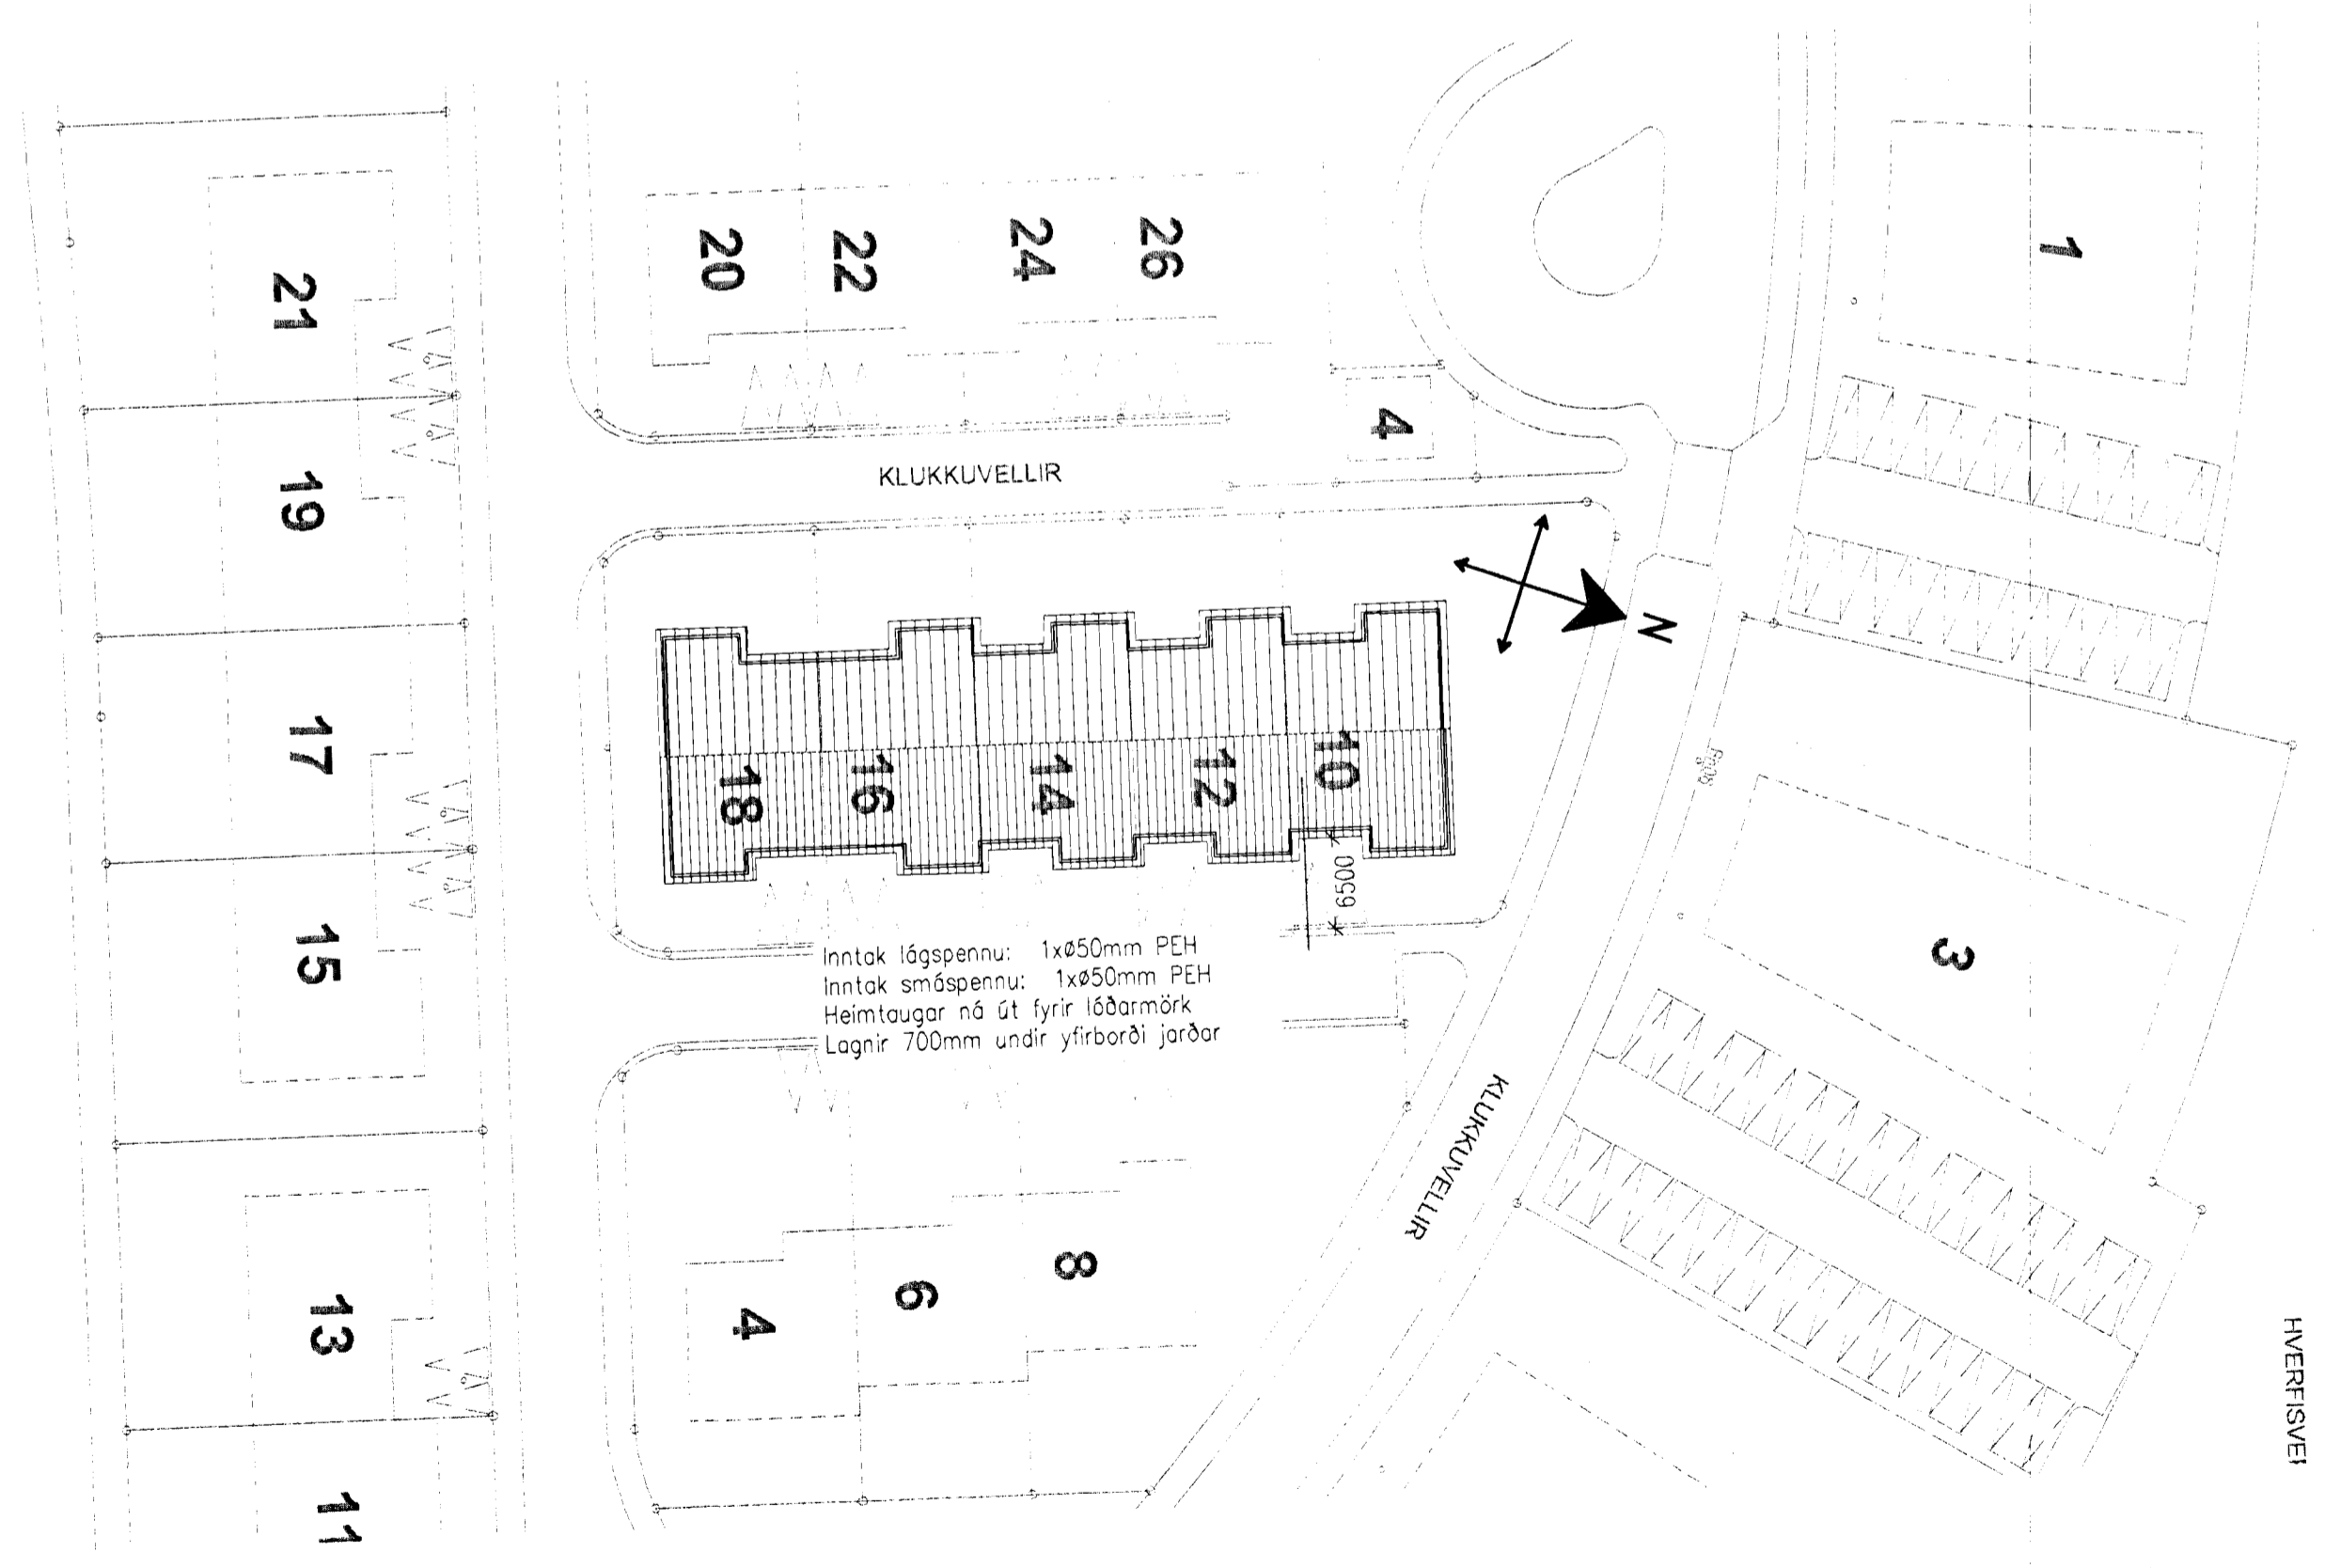 21
19
17
15
13
11
20
22
24
26
4
1
KLUKKUVELLIR
N
18
16
14
12
10
6500
3
Inntak lágspennu: 1xø50mm PEH
Inntak smáspennu: 1xø50mm PEH
Heimtaugar ná út fyrir lóðarmörk
Lagnir 700mm undir yfirborði jarðar
KLUKKUVELLIR
4
6
8
HVERFISVE